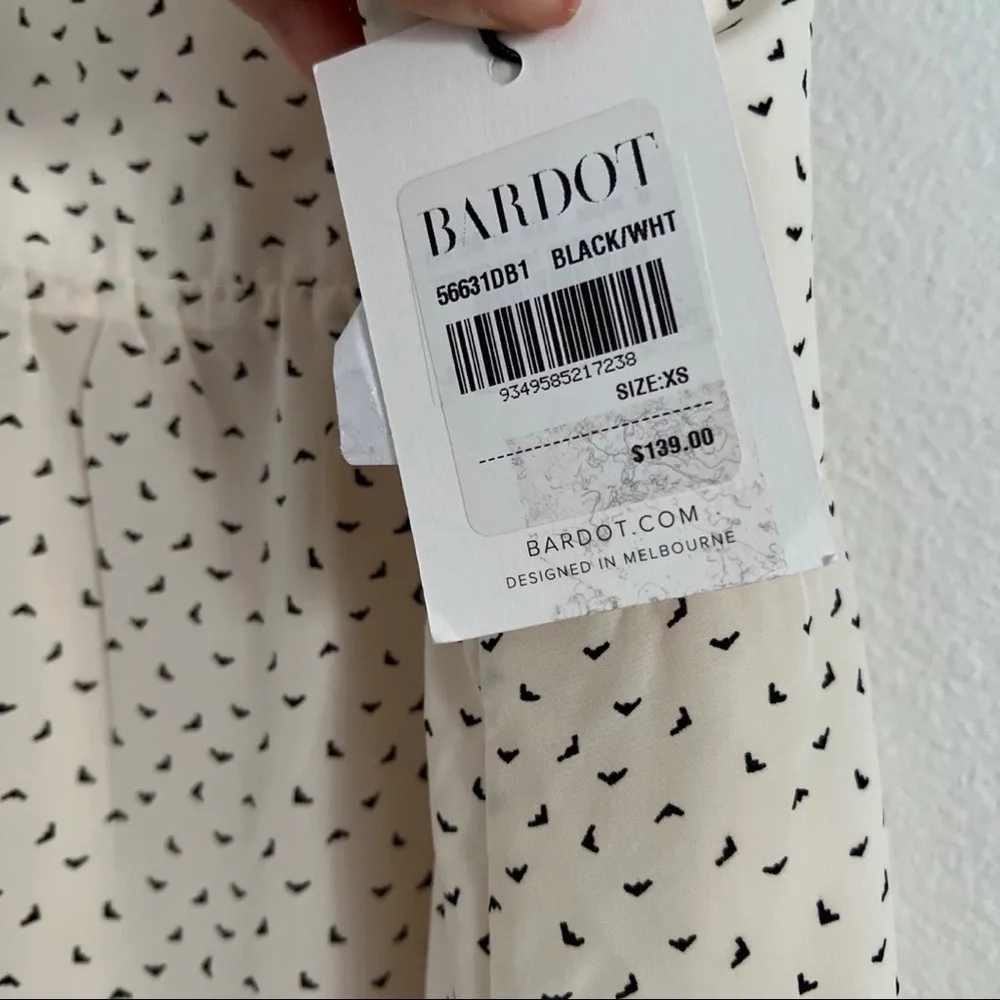 BARDOT
56631DB1 BLACK/WHT
9349585217238
SIZE:XS
$139.00
BARDOT.COM
DESIGNED IN MELBOURNE